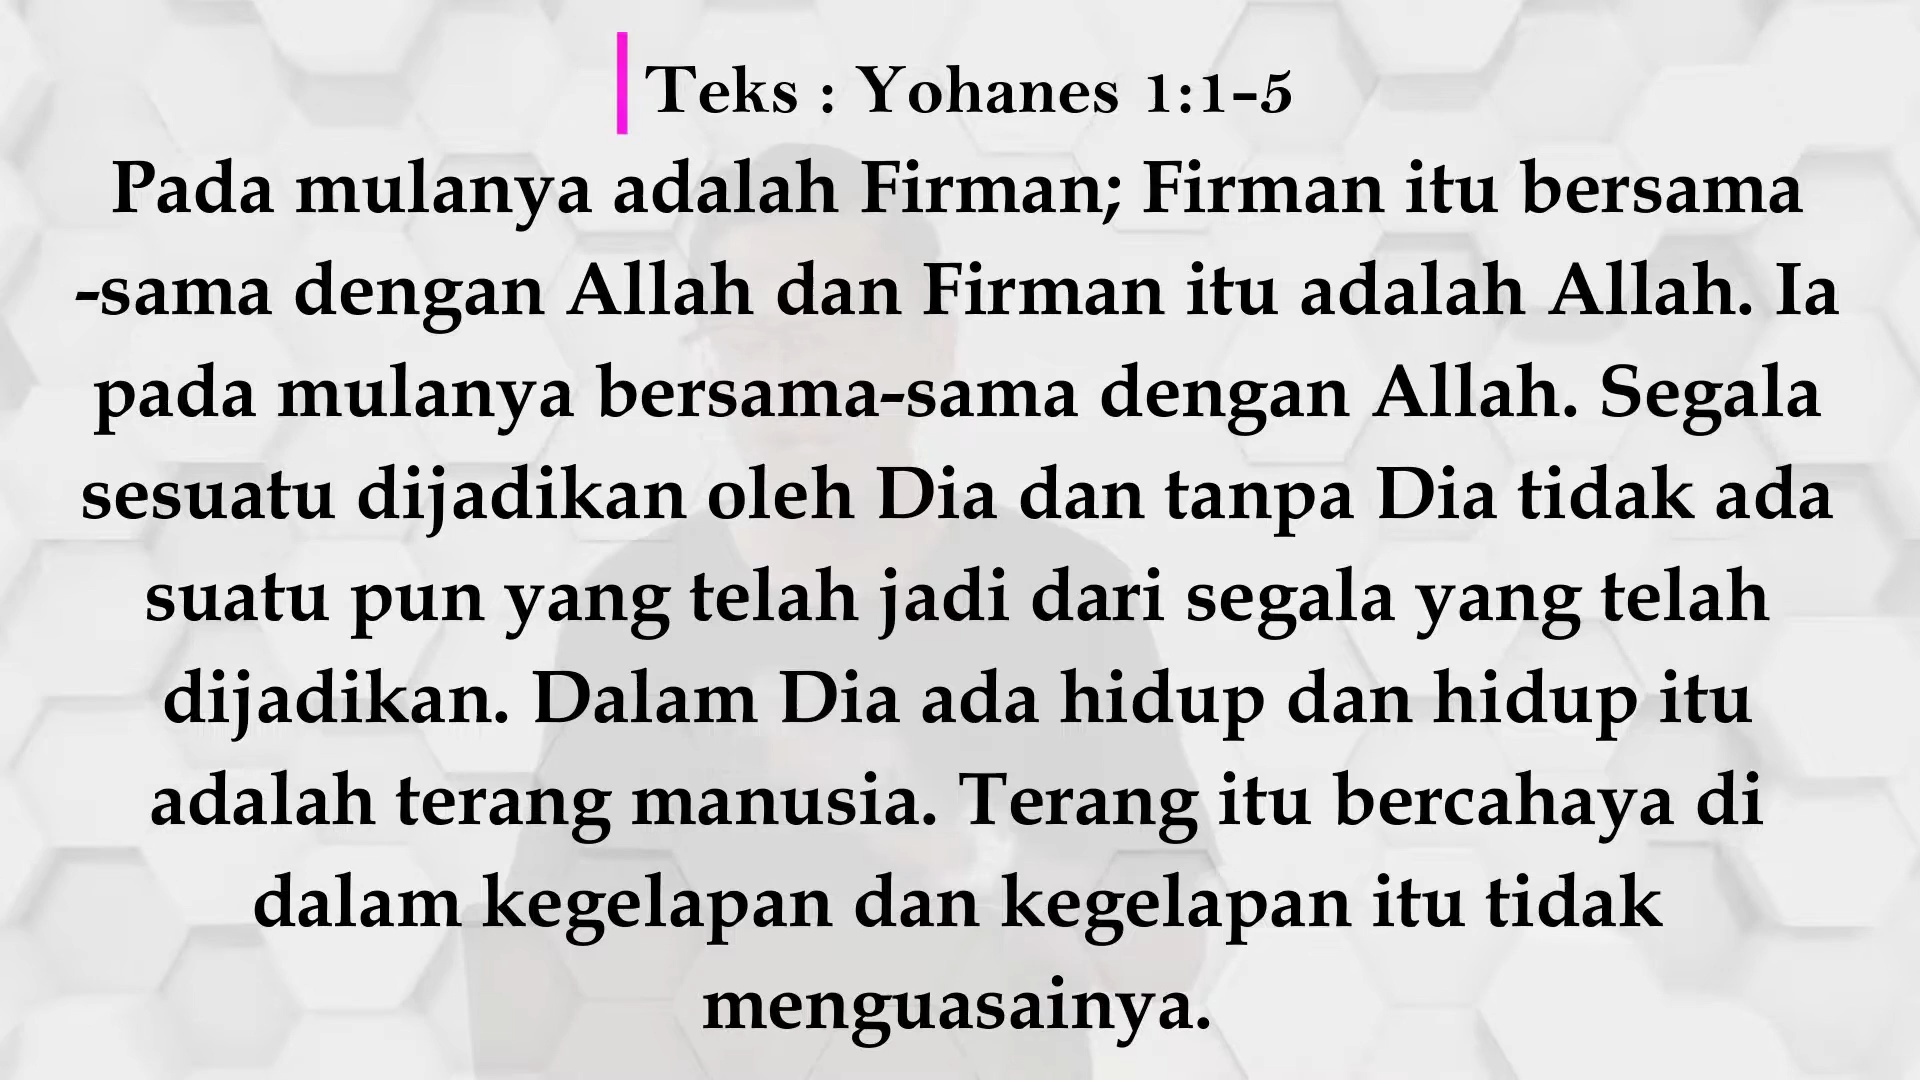 Teks : Yohanes 1:1-5
Pada mulanya adalah Firman; Firman itu bersama
-sama dengan Allah dan Firman itu adalah Allah. Ia
pada mulanya bersama-sama dengan Allah. Segala
sesuatu dijadikan oleh Dia dan tanpa Dia tidak ada
suatu pun yang telah jadi dari segala yang telah
dijadikan. Dalam Dia ada hidup dan hidup itu
adalah terang manusia. Terang itu bercahaya di
dalam kegelapan dan kegelapan itu tidak
menguasainya.